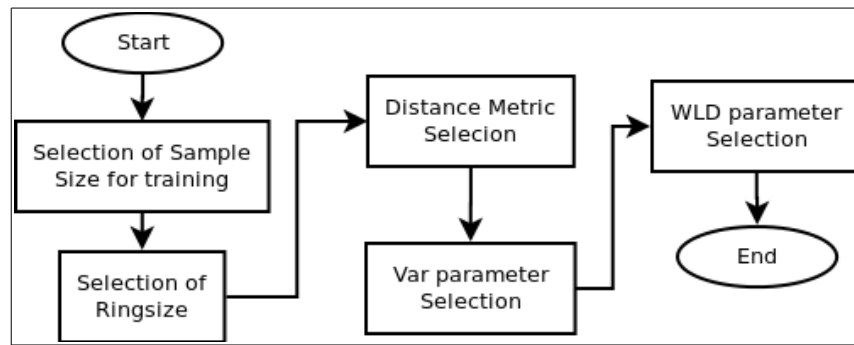 Start
Selection of Sample
Size for training
Selection of
Ringsize
Distance Metric
Selecion
Var parameter
Selection
WLD parameter
Selection
End